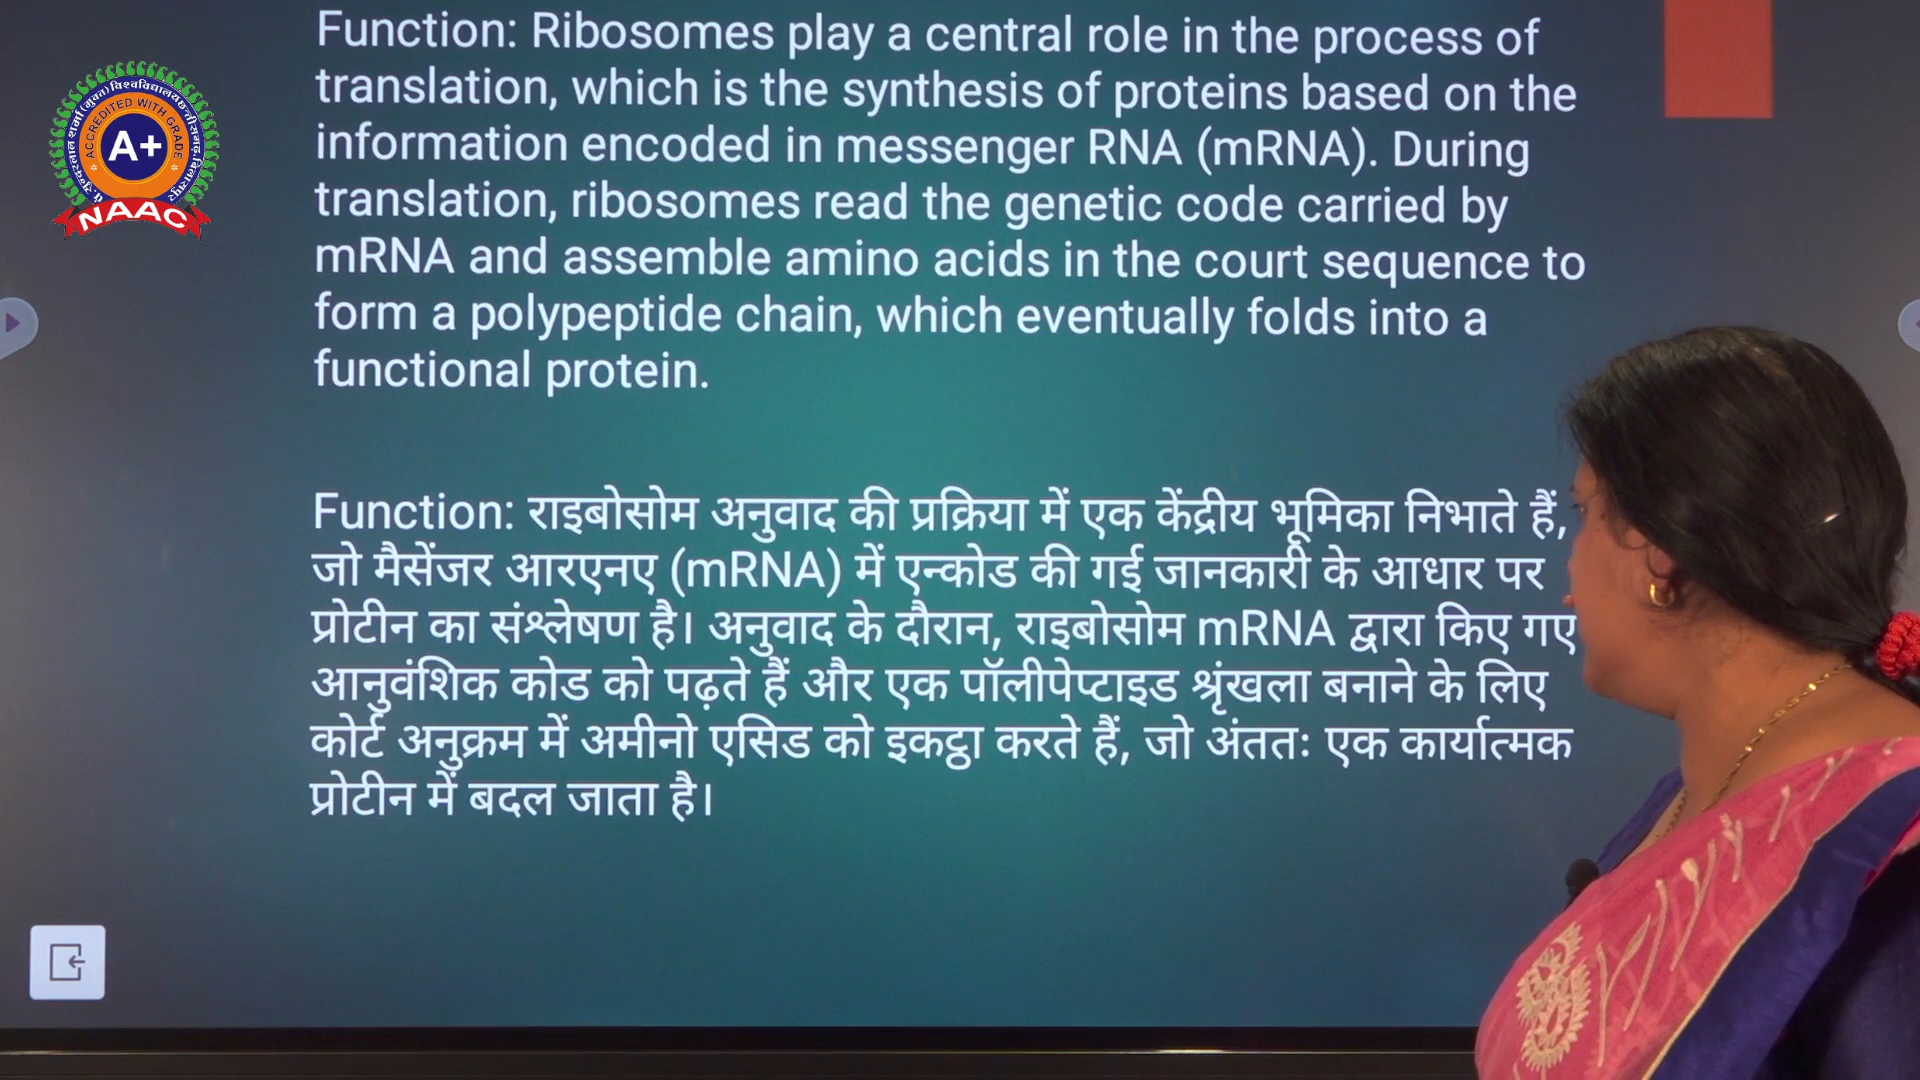 Function: Ribosomes play a central role in the process of
translation, which is the synthesis of proteins based on the
information encoded in messenger RNA (mRNA). During
translation, ribosomes read the genetic code carried by
mRNA and assemble amino acids in the court sequence to
form a polypeptide chain, which eventually folds into a
functional protein.
Function: राइबोसोम अनुवाद की प्रक्रिया में एक केंद्रीय भूमिका निभाते हैं,
जो मैसेंजर आरएनए (mRNA) में एन्कोड की गई जानकारी के आधार पर
प्रोटीन का संश्लेषण है। अनुवाद के दौरान, राइबोसोम mRNA द्वारा किए गए
आनुवंशिक कोड को पढ़ते हैं और एक पॉलीपेप्टाइड श्रृंखला बनाने के लिए
कोर्ट अनुक्रम में अमीनो एसिड को इकट्ठा करते हैं, जो अंततः एक कार्यात्मक
प्रोटीन में बदल जाता है।
ACCREDITED WITH GRADE
A+
NAAC